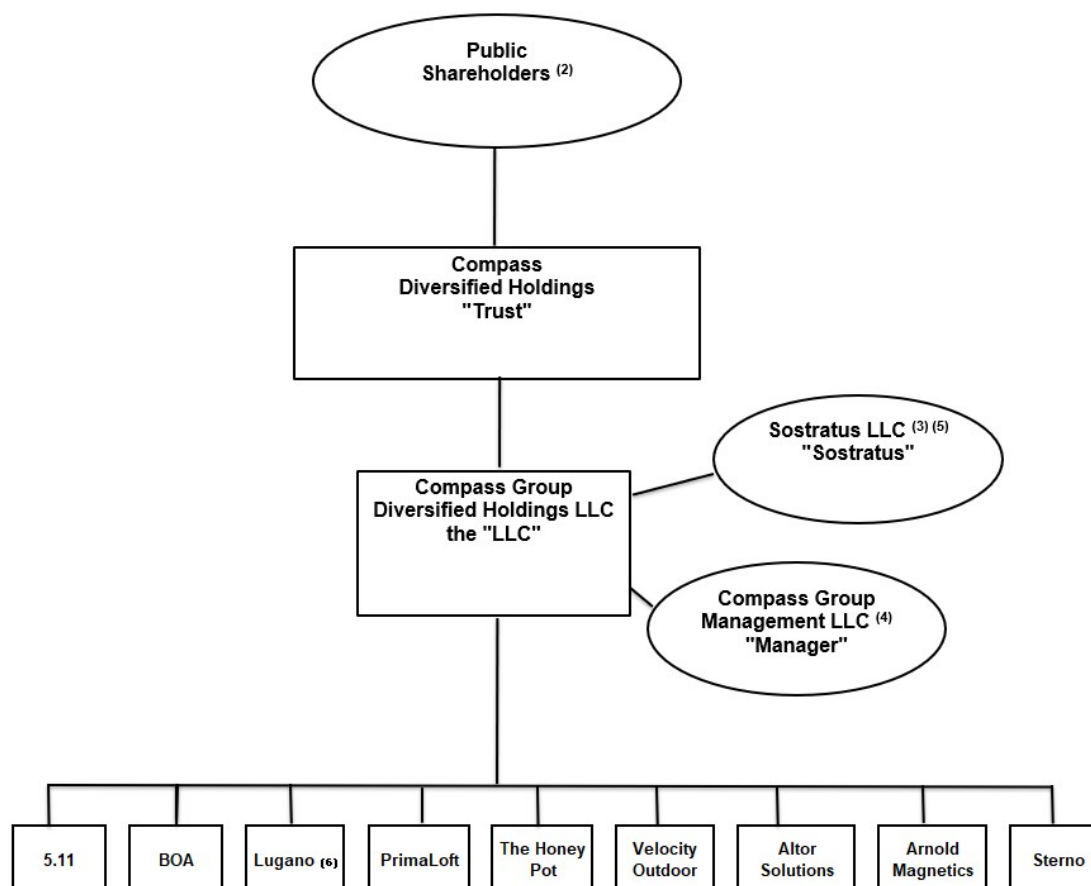 Public
Shareholders (2)
Compass
Diversified Holdings
"Trust"
Sostratus LLC (3) (5)
"Sostratus"
Compass Group
Diversified Holdings LLC
the "LLC"
Compass Group
Management LLC (4)
"Manager"
5.11
BOA
Lugano (6)
PrimaLoft
The Honey
Pot
Velocity
Outdoor
Altor
Solutions
Arnold
Magnetics
Sterno